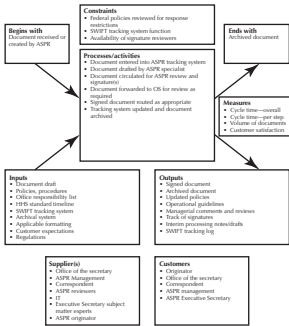 Constraints
• Federal policies reviewed for response
restrictions
• SWIFT tracking system function
• Availability of signature reviewers
Begins with
Document received or
created by ASPR
Ends with
Archived document
Processes/activities
• Document entered into ASPR tracking system
• Document drafted by ASPR specialist
• Document circulated for ASPR review and
signature(s)
• Document forwarded to OS for review as
required
• Signed document routed as appropriate
• Tracking system updated and document
archived
Measures
• Cycle time—overall
• Cycle time—per step
• Volume of documents
• Customer satisfaction
Inputs
• Document draft
• Policies, procedures
• Office responsibility list
• HHS standard timeline
• SWIFT tracking system
• Archival system
• Applicable formatting
• Customer expectations
• Regulations
Outputs
• Signed document
• Archived document
• Updated policies
• Operational guidelines
• Managerial comments and reviews
• Track of signatures
• Interim processing notes/drafts
• SWIFT tracking log
Supplier(s)
• Office of the secretary
• ASPR Management
• Correspondent
• ASPR reviewers
• IT
• Executive Secretary subject
matter experts
• ASPR originator
Customers
• Originator
• Office of the secretary
• Correspondent
• ASPR management
• ASPR Executive Secretary